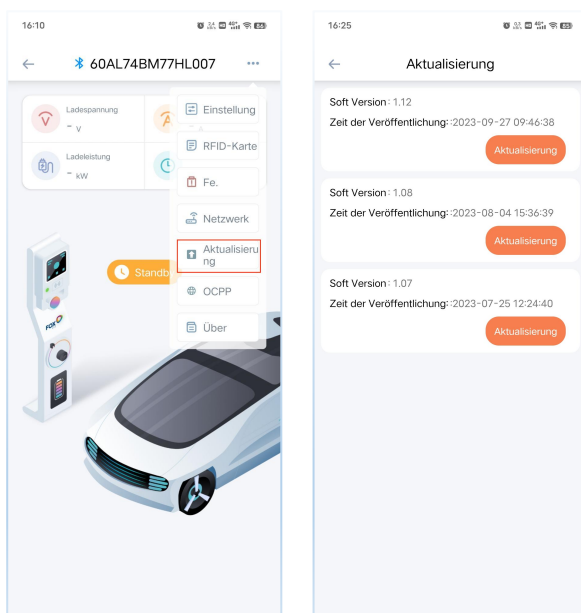 16:10
60AL74BM77HL007
Ladespannung
- V
Ladeleistung
- kW
Einstellung
RFID-Karte
Fe.
Netzwerk
Aktualisieru
ng
OCPP
Über
Standb
FOX
16:25
Aktualisierung
Soft Version: 1.12
Zeit der Veröffentlichung: :2023-09-27 09:46:38
Aktualisierung
Soft Version: 1.08
Zeit der Veröffentlichung: :2023-08-04 15:36:39
Aktualisierung
Soft Version: 1.07
Zeit der Veröffentlichung: :2023-07-25 12:24:40
Aktualisierung